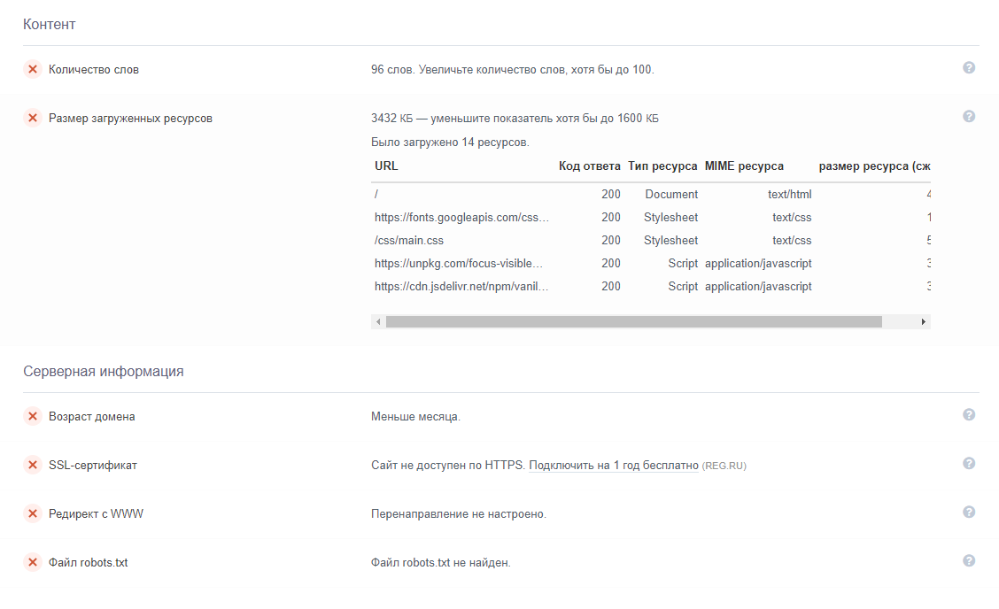 Контент
Количество слов 96 слов. Увеличьте количество слов, хотя бы до 100. ?
Размер загруженных ресурсов 3432 КБ — уменьшите показатель хотя бы до 1600 КБ ?
Было загружено 14 ресурсов.
URL Код ответа Тип ресурса MIME ресурса размер ресурса (сж
/ 200 Document text/html 4
https://fonts.googleapis.com/css… 200 Stylesheet text/css 1
/css/main.css 200 Stylesheet text/css 5
https://unpkg.com/focus-visible… 200 Script application/javascript 3
https://cdn.jsdelivr.net/npm/vanil… 200 Script application/javascript 3
Серверная информация
Возраст домена Меньше месяца. ?
SSL-сертификат Сайт не доступен по HTTPS. Подключить на 1 год бесплатно (REG.RU) ?
Редирект с WWW Перенаправление не настроено. ?
Файл robots.txt Файл robots.txt не найден. ?